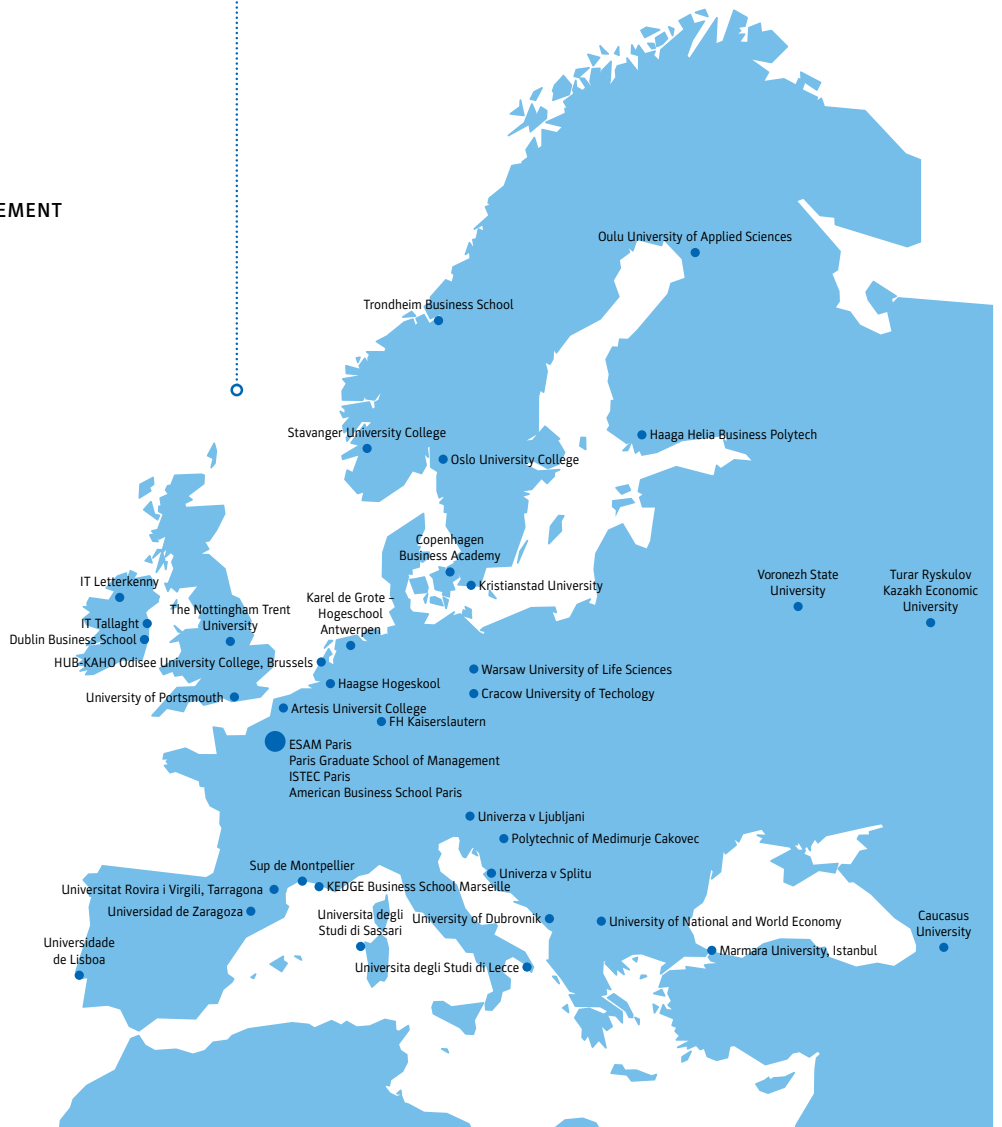 EMENT
Oulu University of Applied Sciences
Trondheim Business School
Stavanger University College
Haaga Helia Business Polytech
Oslo University College
Copenhagen
Business Academy
Kristianstad University
IT Letterkenny
Karel de Grote –
Hogeschool
Antwerpen
The Nottingham Trent
University
IT Tallaght
Dublin Business School
Voronezh State
University
Turar Ryskulov
Kazakh Economic
University
HUB-KAHO Odisee University College, Brussels
Warsaw University of Life Sciences
Haagse Hogeskool
Cracow University of Techology
University of Portsmouth
Artesis Universit College
FH Kaiserslautern
ESAM Paris
Paris Graduate School of Management
ISTEC Paris
American Business School Paris
Univerza v Ljubljani
Polytechnic of Medimurje Cakovec
Sup de Montpellier
Univerza v Splitu
KEDGE Business School Marseille
Universitat Rovira i Virgili, Tarragona
Universidad de Zaragoza
Universita degli
Studi di Sassari
University of Dubrovnik
University of National and World Economy
Caucasus
University
Universidade
de Lisboa
Marmara University, Istanbul
Universita degli Studi di Lecce